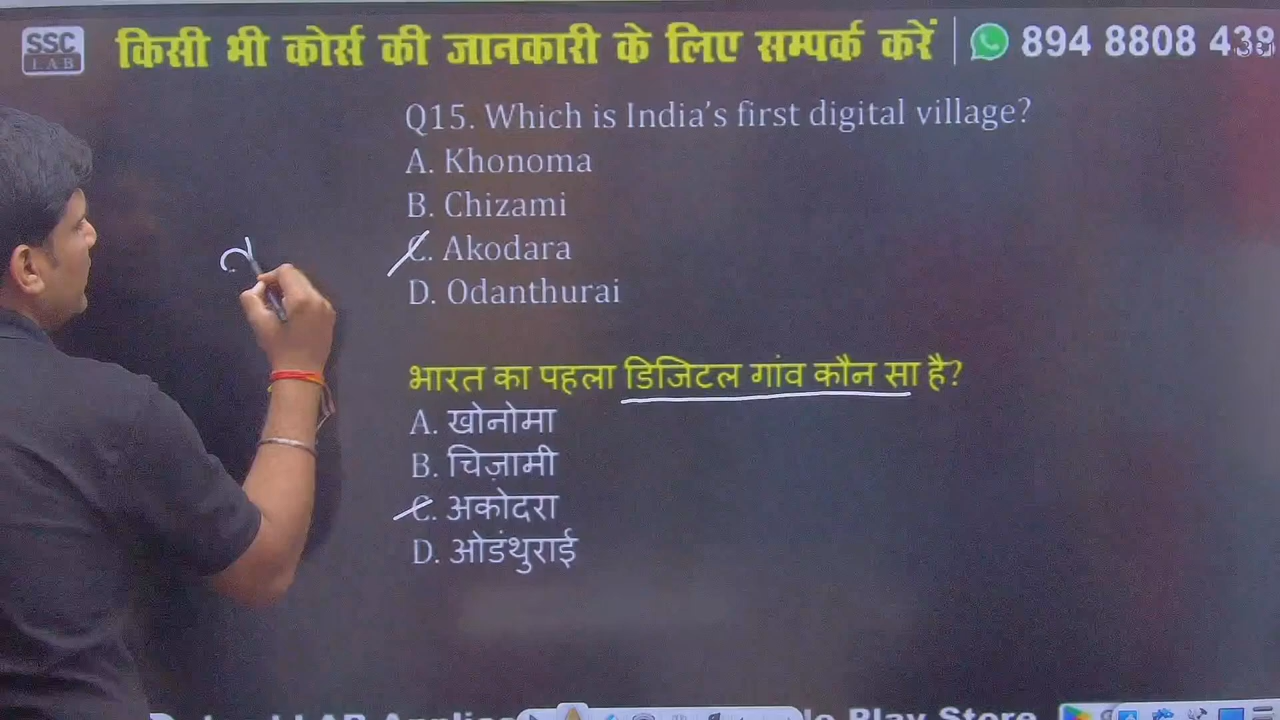 SSC
LAB
किसी भी कोर्स की जानकारी के लिए सम्पर्क करें
894 8808 438
Q15. Which is India's first digital village?
A. Khonoma
B. Chizami
C. Akodara
D. Odanthurai
भारत का पहला डिजिटल गांव कौन सा है?
A. खोनोमा
B. चिज़ामी
C. अकोदरा
D. ओडंथुराई
Play Store